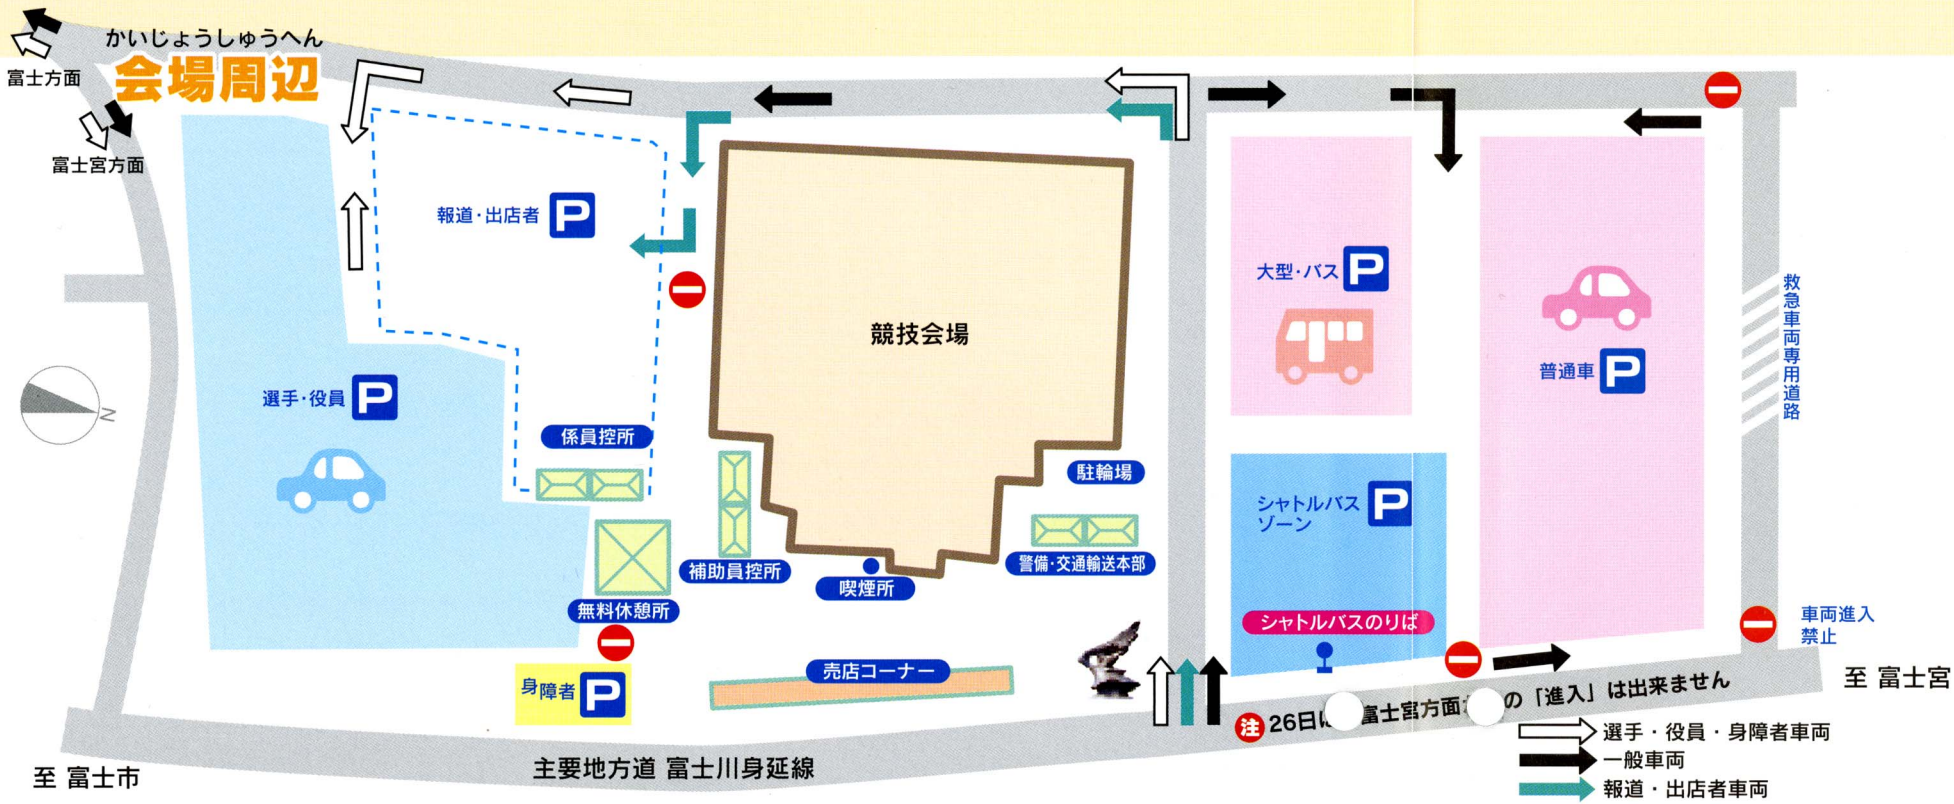 かいじょうしゅうへん
会場周辺
富士方面
富士宮方面
報道・出店者 P
選手・役員 P
係員控所
競技会場
大型・バス P
普通車 P
救急車両専用道路
シャトルバス
ゾーン P
駐輪場
警備・交通輸送本部
補助員控所
喫煙所
無料休憩所
シャトルバスのりば
車両進入
禁止
売店コーナー
身障者 P
N
至 富士宮
注 26日は 富士宮方面 の「進入」は出来ません
至 富士市
主要地方道 富士川身延線
選手・役員・身障者車両
一般車両
報道・出店者車両